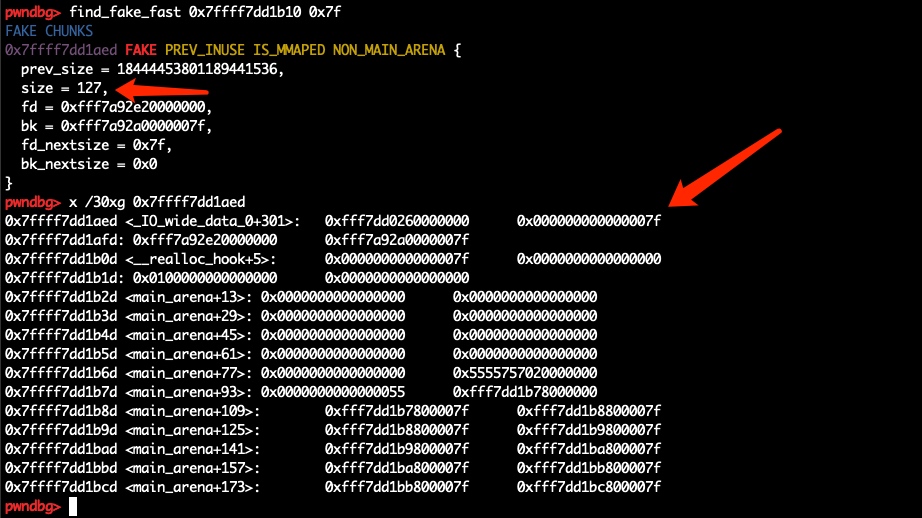 pwndbg> find_fake_fast 0x7ffff7dd1b10 0x7f
FAKE CHUNKS
0x7ffff7dd1aed FAKE PREV_INUSE IS_MMAPED NON_MAIN_ARENA {
  prev_size = 18444453801189441536,
  size = 127,
  fd = 0xfff7a92e20000000,
  bk = 0xfff7a92a0000007f,
  fd_nextsize = 0x7f,
  bk_nextsize = 0x0
}
pwndbg> x /30xg 0x7ffff7dd1aed
0x7ffff7dd1aed <_IO_wide_data_0+301>:	0xfff7dd0260000000	0x000000000000007f
0x7ffff7dd1afd:	0xfff7a92e20000000	0xfff7a92a0000007f
0x7ffff7dd1b0d <__realloc_hook+5>:	0x000000000000007f	0x0000000000000000
0x7ffff7dd1b1d:	0x0100000000000000	0x0000000000000000
0x7ffff7dd1b2d <main_arena+13>:	0x0000000000000000	0x0000000000000000
0x7ffff7dd1b3d <main_arena+29>:	0x0000000000000000	0x0000000000000000
0x7ffff7dd1b4d <main_arena+45>:	0x0000000000000000	0x0000000000000000
0x7ffff7dd1b5d <main_arena+61>:	0x0000000000000000	0x0000000000000000
0x7ffff7dd1b6d <main_arena+77>:	0x0000000000000000	0x5555757020000000
0x7ffff7dd1b7d <main_arena+93>:	0x0000000000000055	0xfff7dd1b78000000
0x7ffff7dd1b8d <main_arena+109>:	0xfff7dd1b7800007f	0xfff7dd1b8800007f
0x7ffff7dd1b9d <main_arena+125>:	0xfff7dd1b8800007f	0xfff7dd1b9800007f
0x7ffff7dd1bad <main_arena+141>:	0xfff7dd1b9800007f	0xfff7dd1ba800007f
0x7ffff7dd1bbd <main_arena+157>:	0xfff7dd1ba800007f	0xfff7dd1bb800007f
0x7ffff7dd1bcd <main_arena+173>:	0xfff7dd1bb800007f	0xfff7dd1bc800007f
pwndbg>